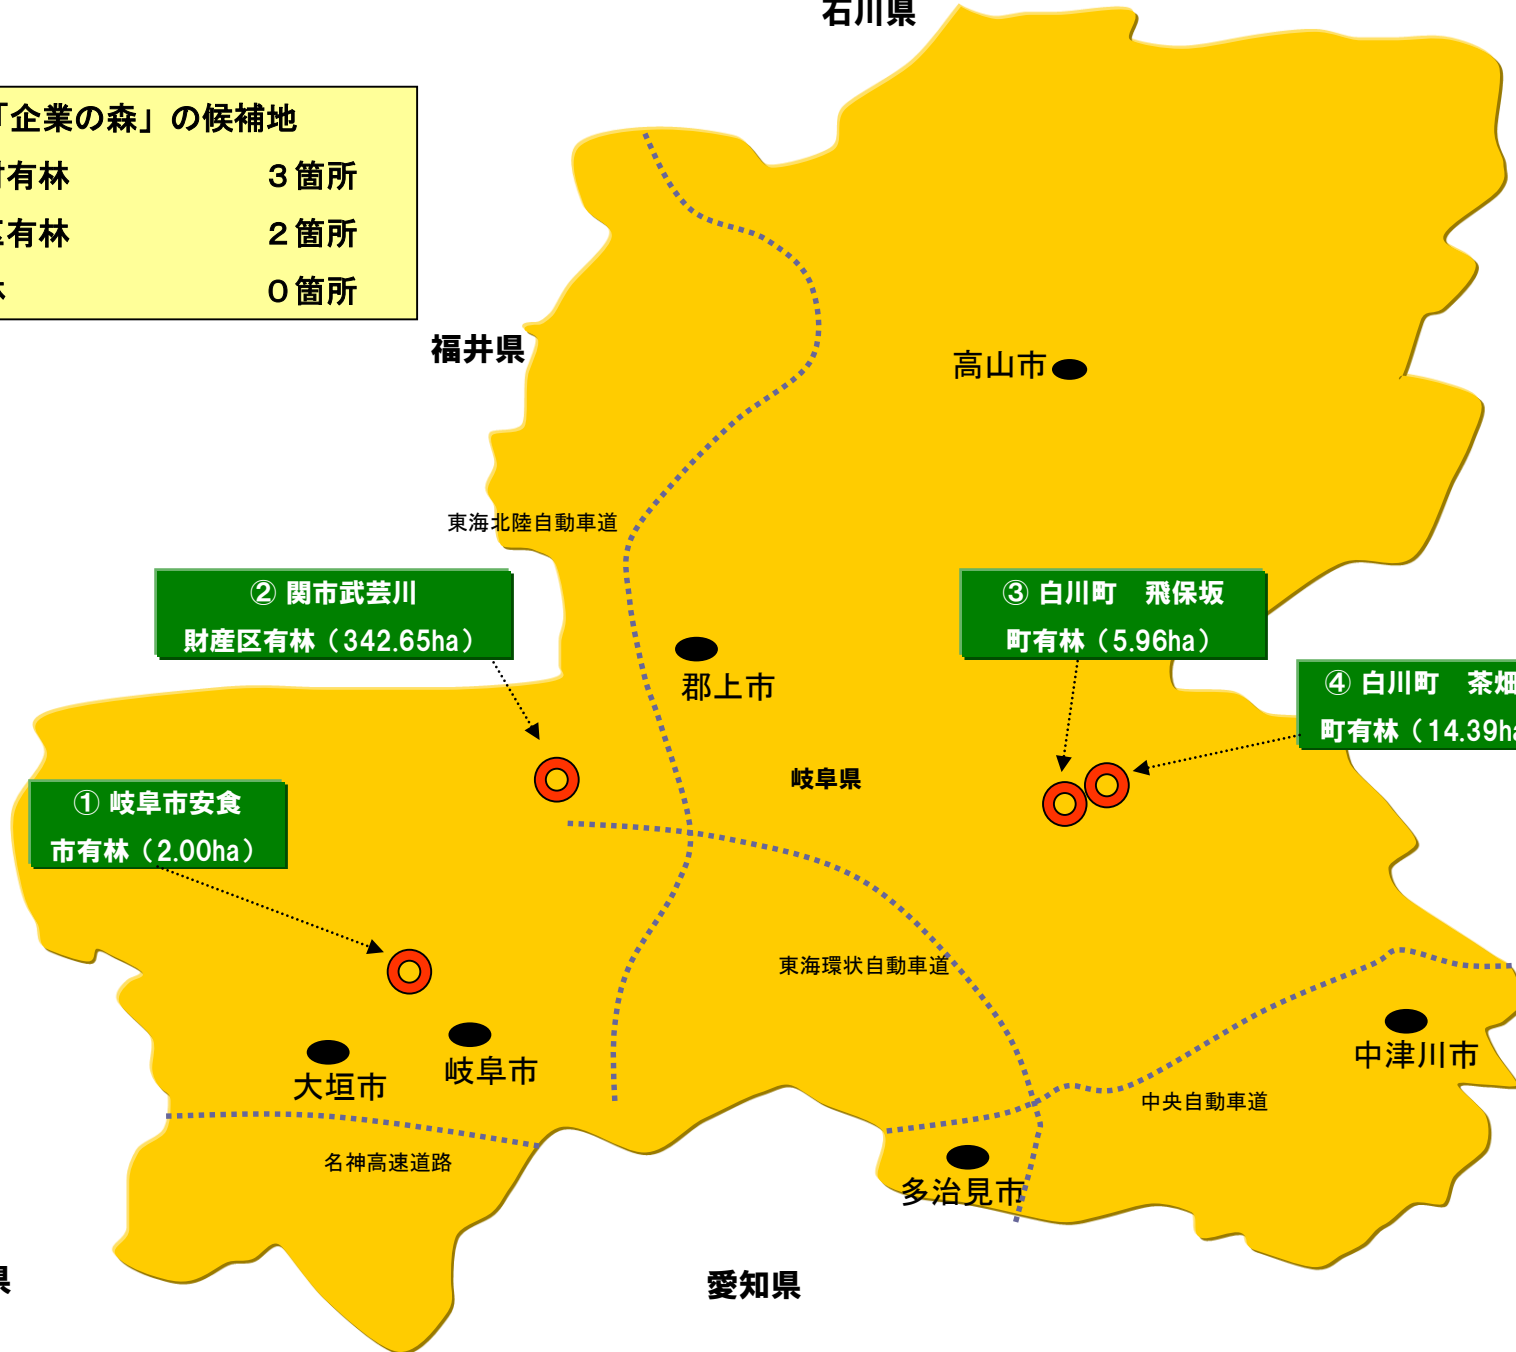 石川県
「企業の森」の候補地
有林 3箇所
有林 2箇所
0箇所
福井県
高山市
東海北陸自動車道
② 関市武芸川
財産区有林（342.65ha）
③ 白川町　飛保坂
町有林（5.96ha）
④ 白川町　茶畑
町有林（14.39ha
郡上市
岐阜県
① 岐阜市安食
市有林（2.00ha）
東海環状自動車道
大垣市
岐阜市
中津川市
中央自動車道
名神高速道路
多治見市
県
愛知県